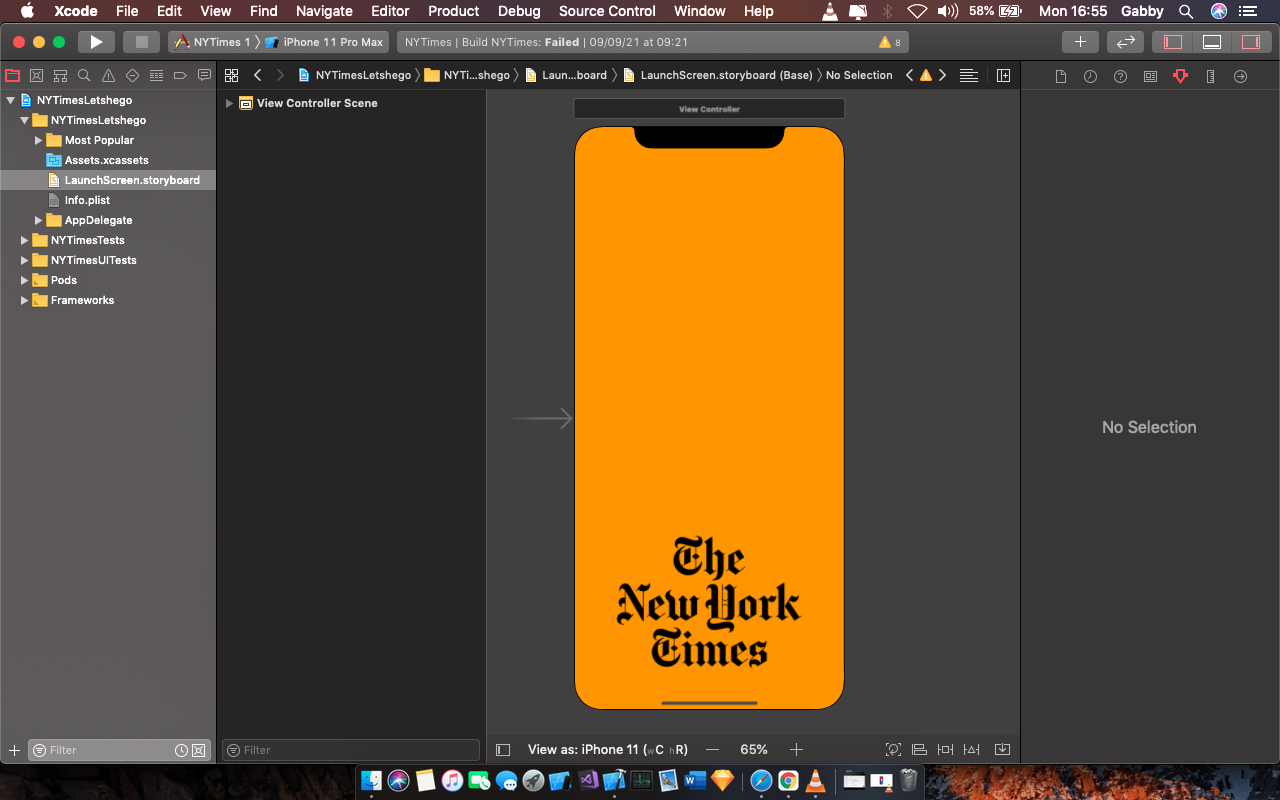 Xcode File Edit View Find Navigate Editor Product Debug Source Control Window Help 58% Mon 16:55 Gabby
NYTimes 1 〉 iPhone 11 Pro Max NYTimes | Build NYTimes: Failed | 09/09/21 at 09:21 8
NYTimesLetshego 〉 NYTi...shego 〉 Laun...board 〉 LaunchScreen.storyboard (Base) 〉 No Selection
NYTimesLetshego
NYTimesLetshego
Most Popular
Assets.xcassets
LaunchScreen.storyboard
Info.plist
AppDelegate
NYTimesTests
NYTimesUITests
Pods
Frameworks
View Controller Scene
View Controller
The
New York
Times
No Selection
Filter
Filter
View as: iPhone 11 (wC hR) — 65% +